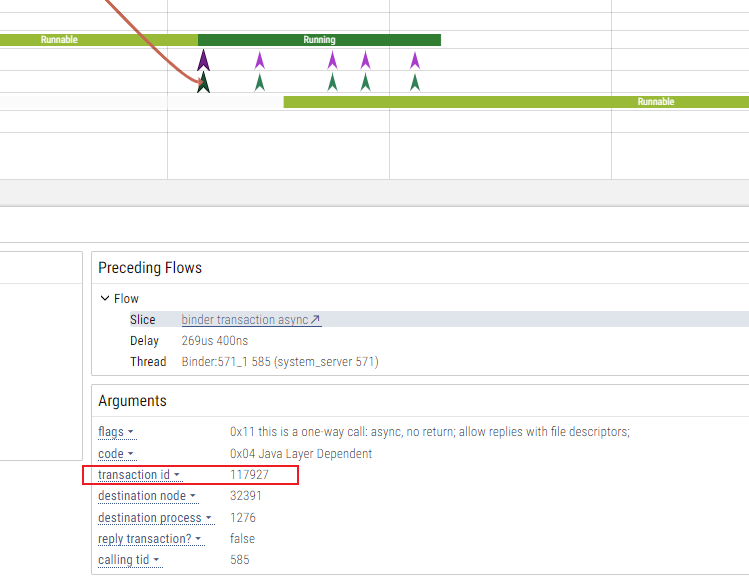 Runnable
Running
Runnable
Preceding Flows
Flow
Slice binder transaction async
Delay 269us 400ns
Thread Binder:571_1 585 (system_server 571)
Arguments
flags 0x11 this is a one-way call: async, no return; allow replies with file descriptors;
code 0x04 Java Layer Dependent
transaction id 117927
destination node 32391
destination process 1276
reply transaction? false
calling tid 585